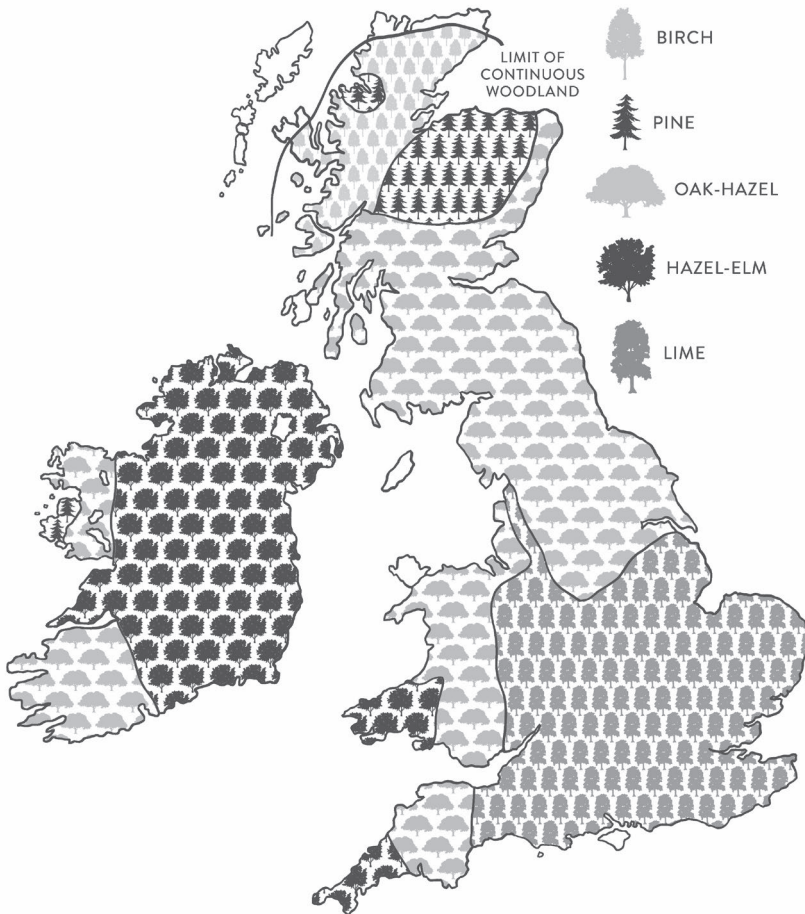 BIRCH
LIMIT OF
CONTINUOUS
WOODLAND
PINE
OAK-HAZEL
HAZEL-ELM
LIME